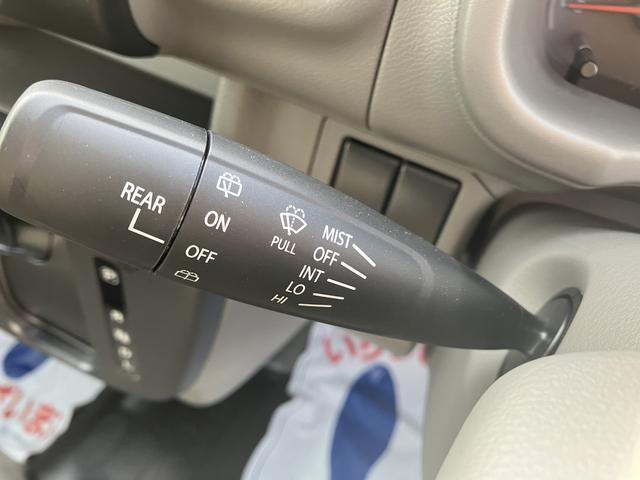 REAR
ON
OFF
PULL
MIST
OFF
INT
LO
HI